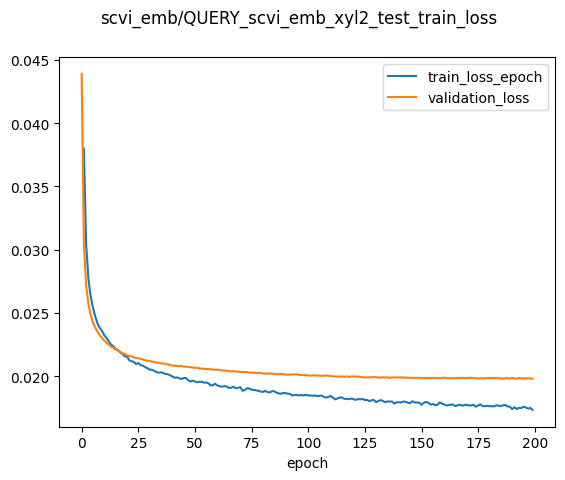 scvi_emb/QUERY_scvi_emb_xyl2_test_train_loss
train_loss_epoch
validation_loss
0.045
0.040
0.035
0.030
0.025
0.020
0 25 50 75 100 125 150 175 200
epoch